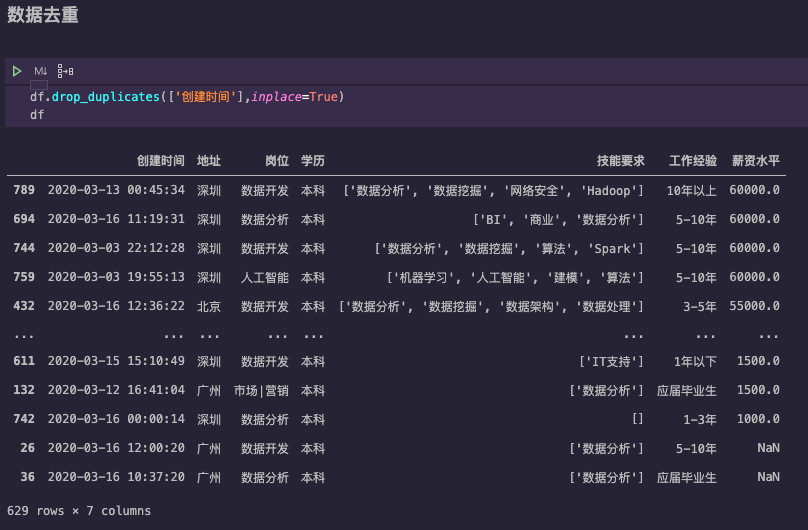 数据去重
M↓
df.drop_duplicates(['创建时间'],inplace=True)
df
创建时间 地址 岗位 学历 技能要求 工作经验 薪资水平
789 2020-03-13 00:45:34 深圳 数据开发 本科 ['数据分析', '数据挖掘', '网络安全', 'Hadoop'] 10年以上 60000.0
694 2020-03-16 11:19:31 深圳 数据分析 本科 ['BI', '商业', '数据分析'] 5-10年 60000.0
744 2020-03-03 22:12:28 深圳 数据开发 本科 ['数据分析', '数据挖掘', '算法', 'Spark'] 5-10年 60000.0
759 2020-03-03 19:55:13 深圳 人工智能 本科 ['机器学习', '人工智能', '建模', '算法'] 5-10年 60000.0
432 2020-03-16 12:36:22 北京 数据开发 本科 ['数据分析', '数据挖掘', '数据架构', '数据处理'] 3-5年 55000.0
... ... ... ... ... ... ... ...
611 2020-03-15 15:10:49 深圳 数据开发 本科 ['IT支持'] 1年以下 1500.0
132 2020-03-12 16:41:04 广州 市场|营销 本科 ['数据分析'] 应届毕业生 1500.0
742 2020-03-16 00:00:14 深圳 数据分析 本科 [] 1-3年 1000.0
26 2020-03-16 12:00:20 广州 数据开发 本科 ['数据分析'] 5-10年 NaN
36 2020-03-16 10:37:20 广州 数据分析 本科 ['数据分析'] 应届毕业生 NaN
629 rows × 7 columns